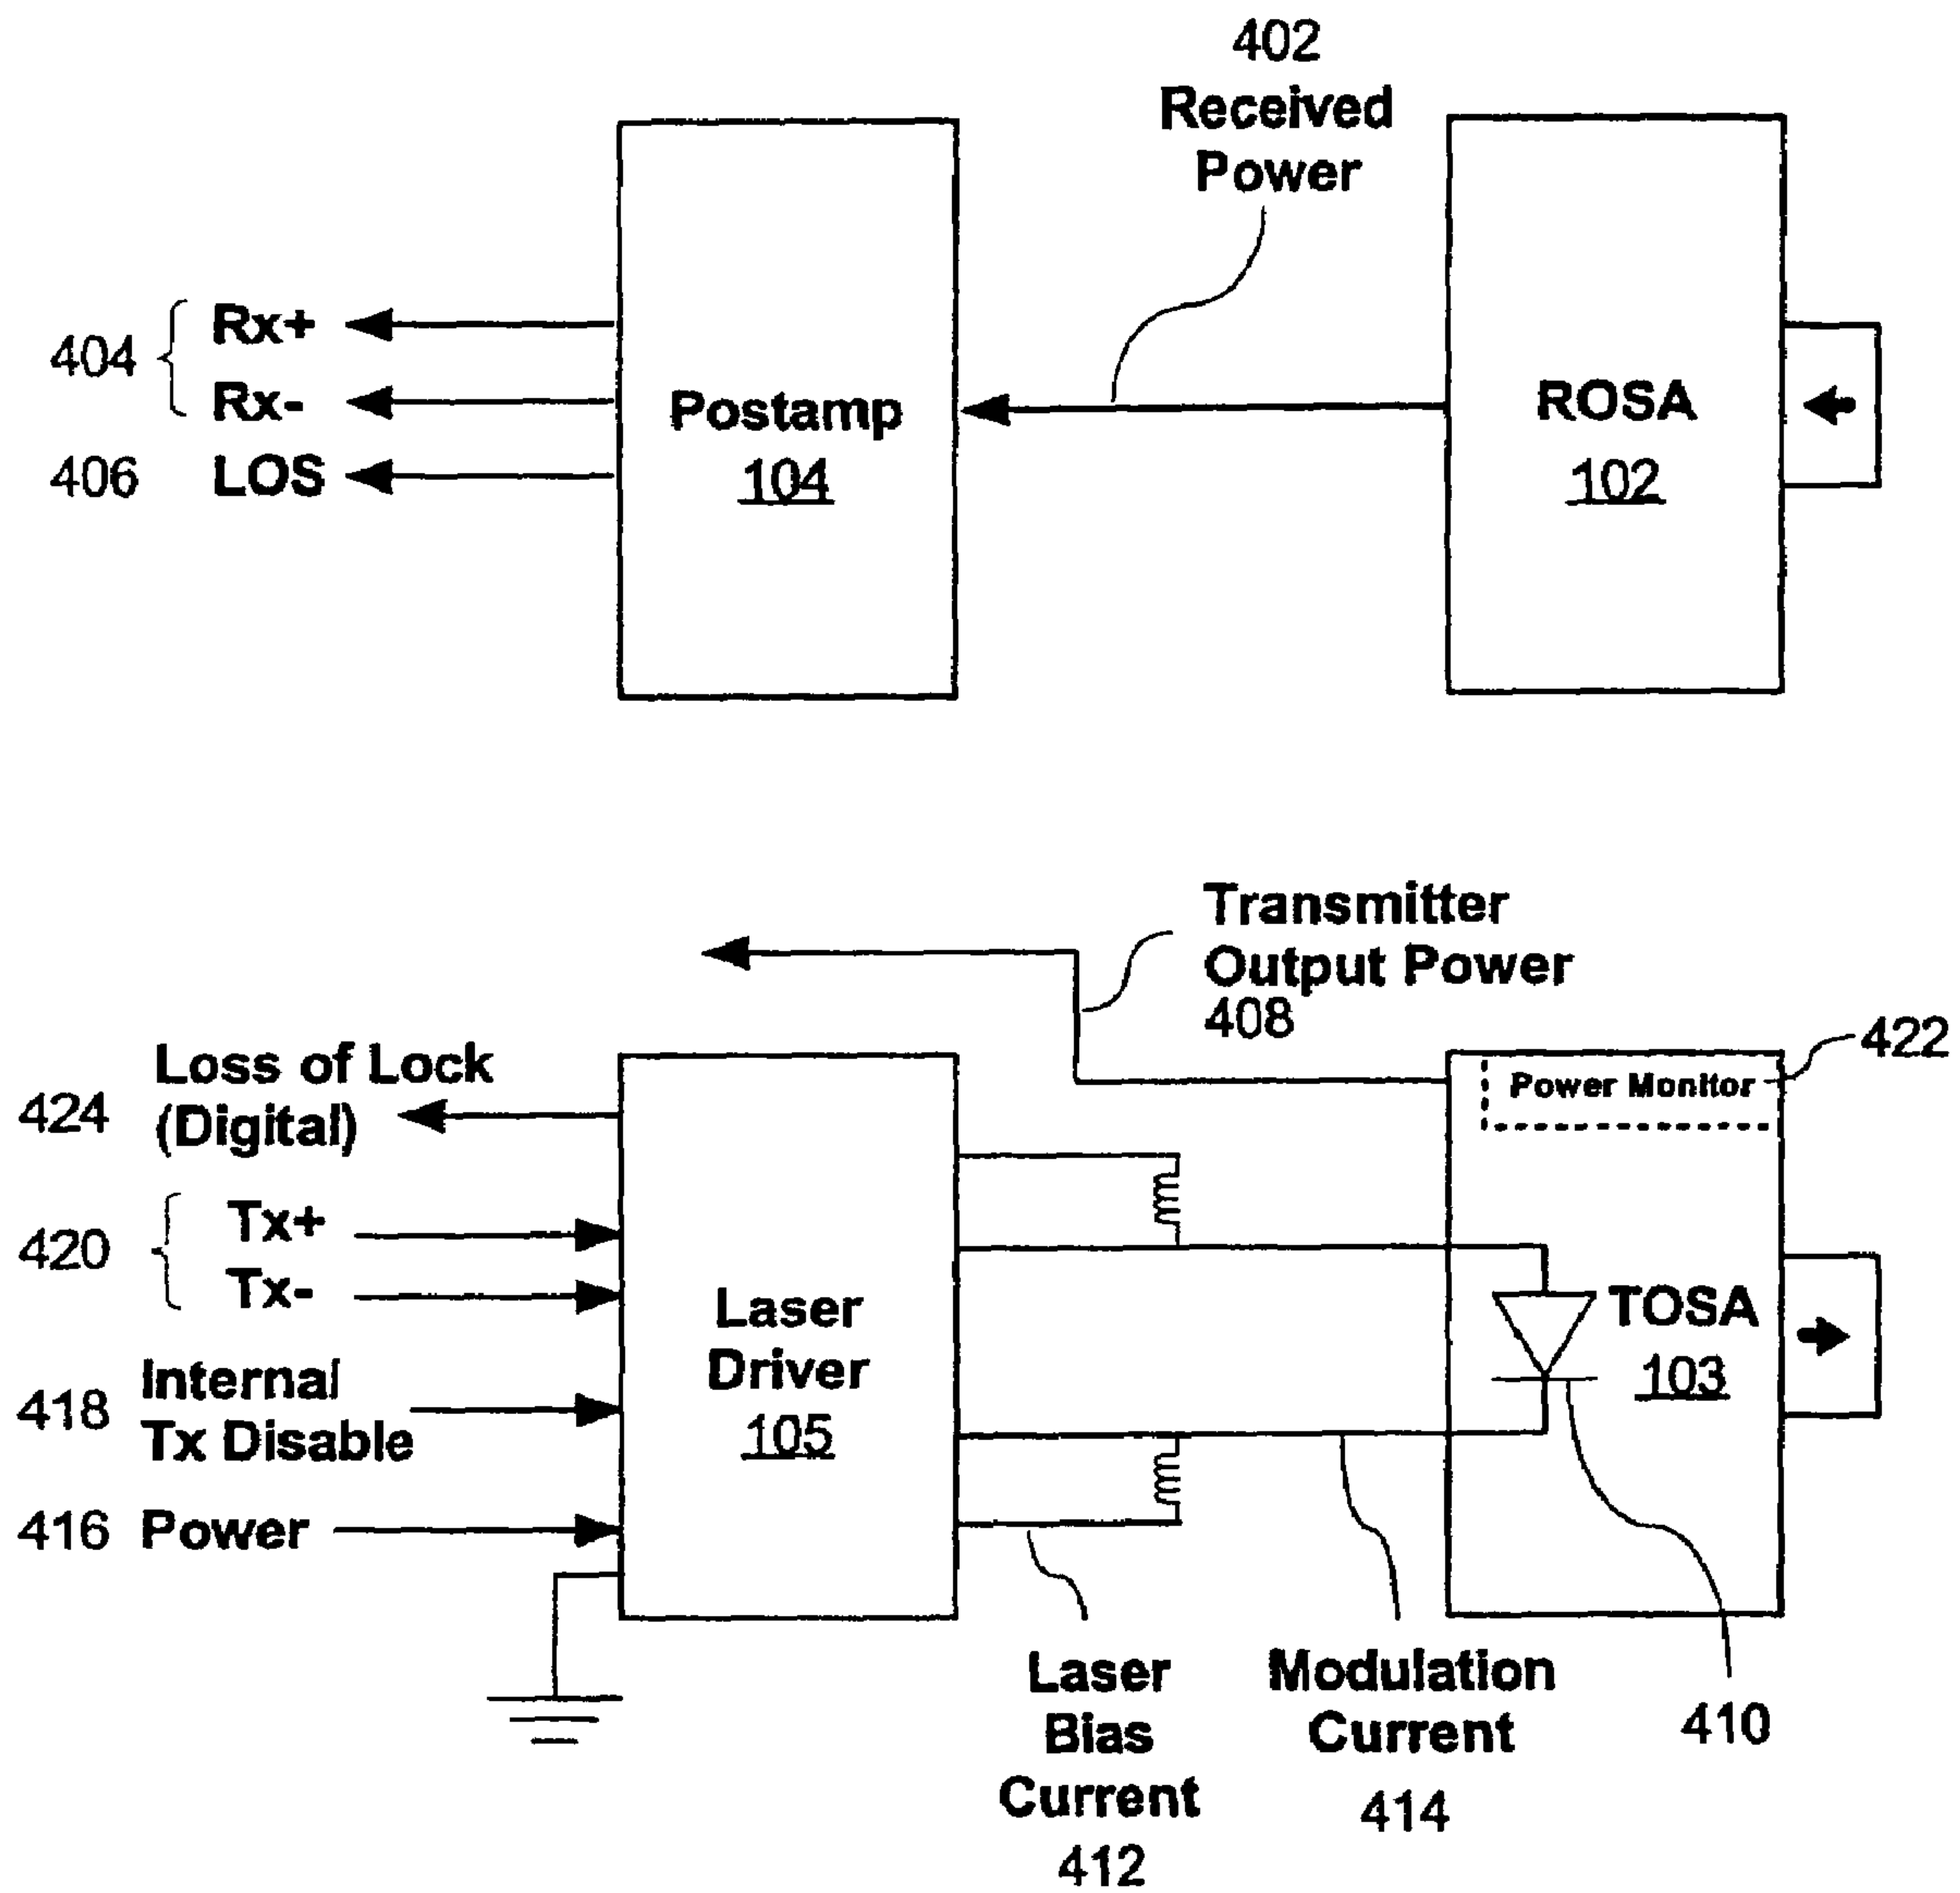 402
Received
Power
404
Rx+
Rx-
406 LOS
Postamp
104
ROSA
102
Transmitter
Output Power
408
422
Power Monitor
Loss of Lock
424 (Digital)
420
Tx+
Tx-
Internal
418
Tx Disable
416 Power
Laser
Driver
105
TOSA
103
Laser
Bias
Current
412
Modulation
Current
414
410